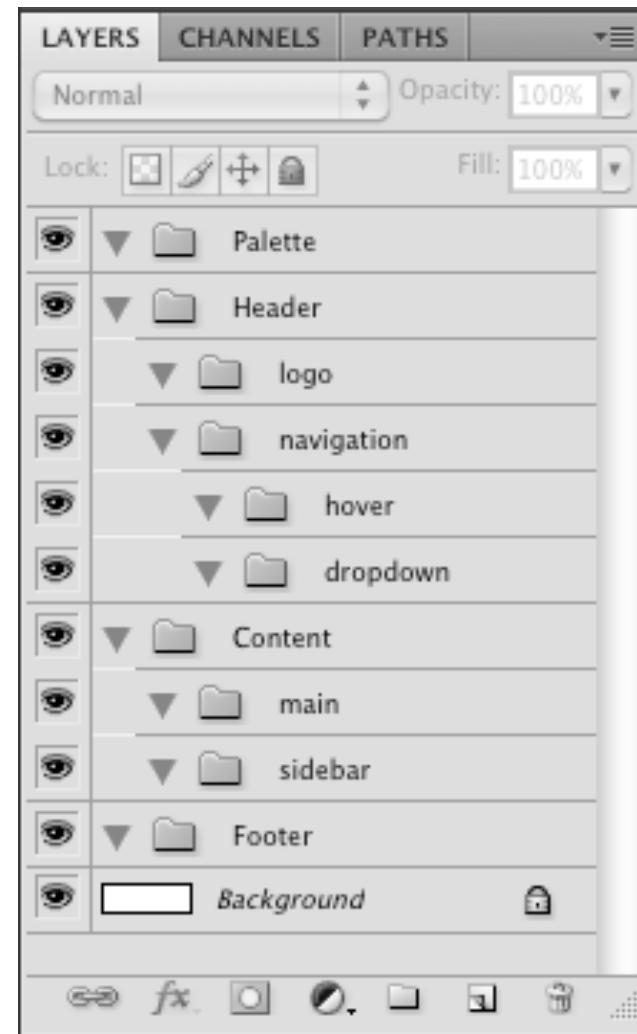 LAYERS CHANNELS PATHS
Normal Opacity: 100%
Lock: Fill: 100%
Palette
Header
logo
navigation
hover
dropdown
Content
main
sidebar
Footer
Background
fx